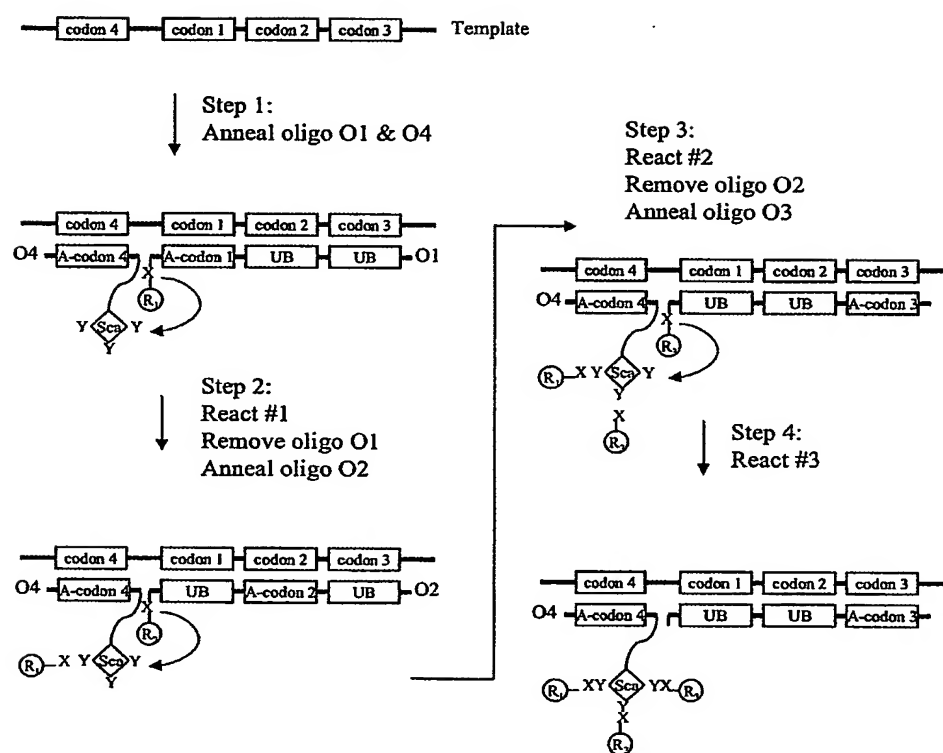 codon 4 codon 1 codon 2 codon 3 Template
Step 1:
Anneal oligo O1 & O4
codon 4 codon 1 codon 2 codon 3
O4 A-codon 4 A-codon 1 UB UB O1
X
R₁
Y Sca Y
Y
Step 2:
React #1
Remove oligo O1
Anneal oligo O2
codon 4 codon 1 codon 2 codon 3
O4 A-codon 4 UB A-codon 2 UB O2
X
R₂
R₁ X Y Sca Y
Y
Step 3:
React #2
Remove oligo O2
Anneal oligo O3
codon 4 codon 1 codon 2 codon 3
O4 A-codon 4 UB UB A-codon 3
X
R₃
R₁ X Y Sca Y
Y
X
R₂
Step 4:
React #3
codon 4 codon 1 codon 2 codon 3
O4 A-codon 4 UB UB A-codon 3
R₁ XY Sca YX R₃
Y
X
R₂